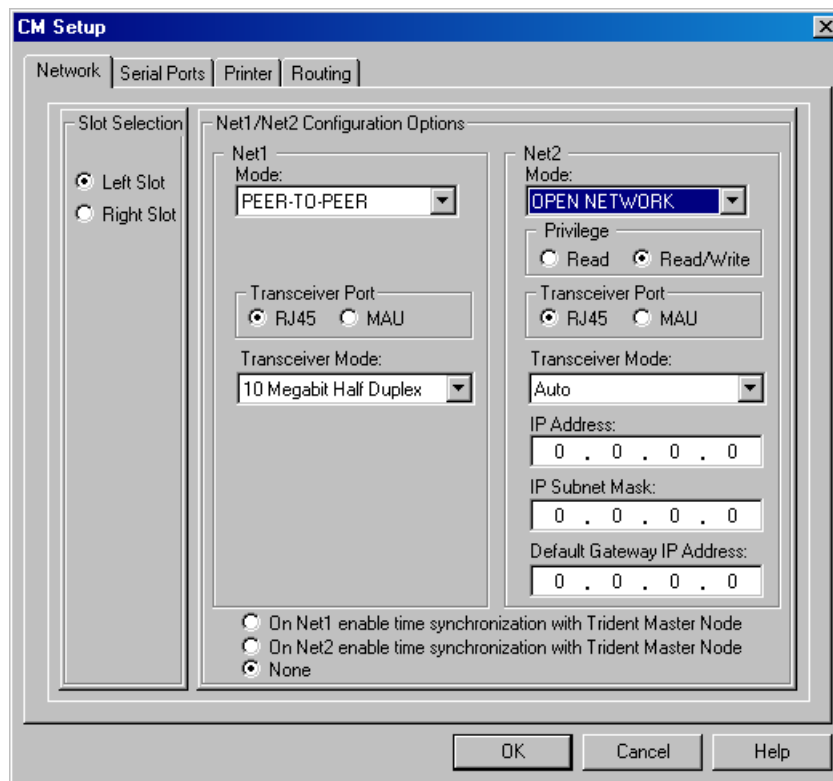 CM Setup
Network Serial Ports Printer Routing
Slot Selection
Left Slot
Right Slot
Net1/Net2 Configuration Options
Net1
Mode:
PEER-TO-PEER
Transceiver Port
RJ45 MAU
Transceiver Mode:
10 Megabit Half Duplex
Net2
Mode:
OPEN NETWORK
Privilege
Read Read/Write
Transceiver Port
RJ45 MAU
Transceiver Mode:
Auto
IP Address:
0 . 0 . 0 . 0
IP Subnet Mask:
0 . 0 . 0 . 0
Default Gateway IP Address:
0 . 0 . 0 . 0
On Net1 enable time synchronization with Trident Master Node
On Net2 enable time synchronization with Trident Master Node
None
OK Cancel Help